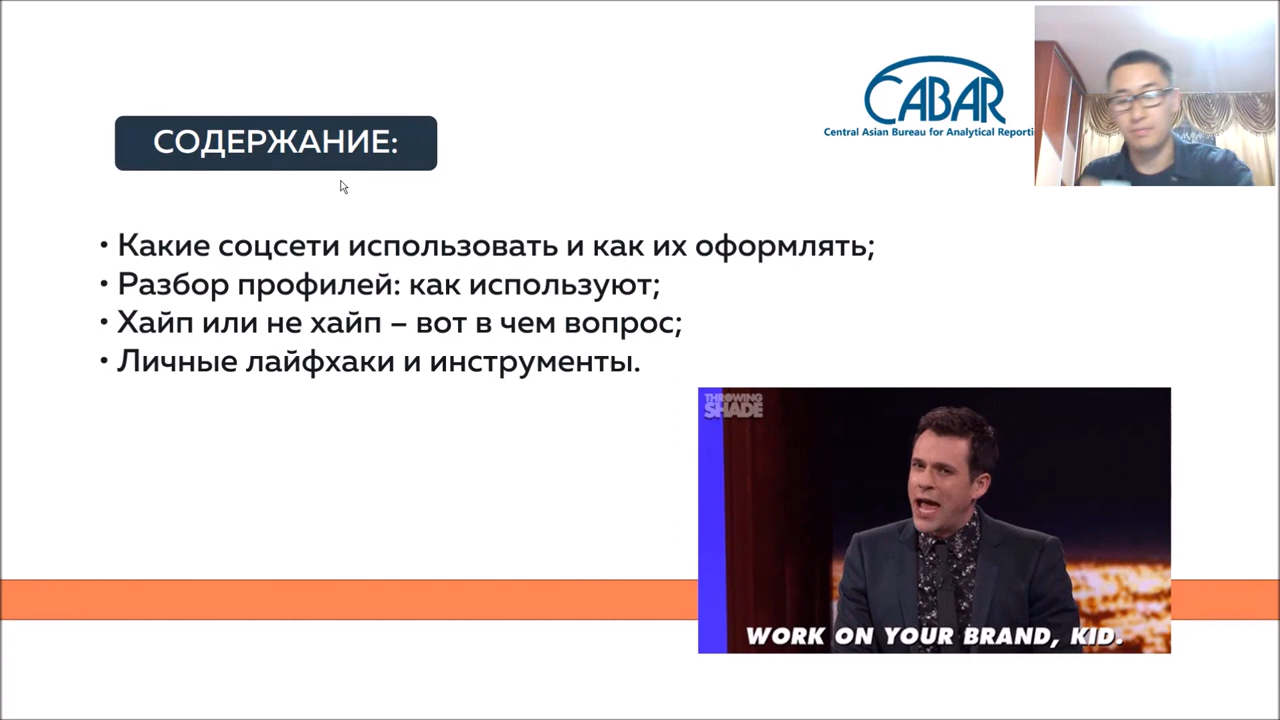 СОДЕРЖАНИЕ:
CABAR
Central Asian Bureau for Analytical
• Какие соцсети использовать и как их оформлять;
• Разбор профилей: как используют;
• Хайп или не хайп – вот в чем вопрос;
• Личные лайфхаки и инструменты.
THROWING
SHADE
WORK ON YOUR BRAND, KID.